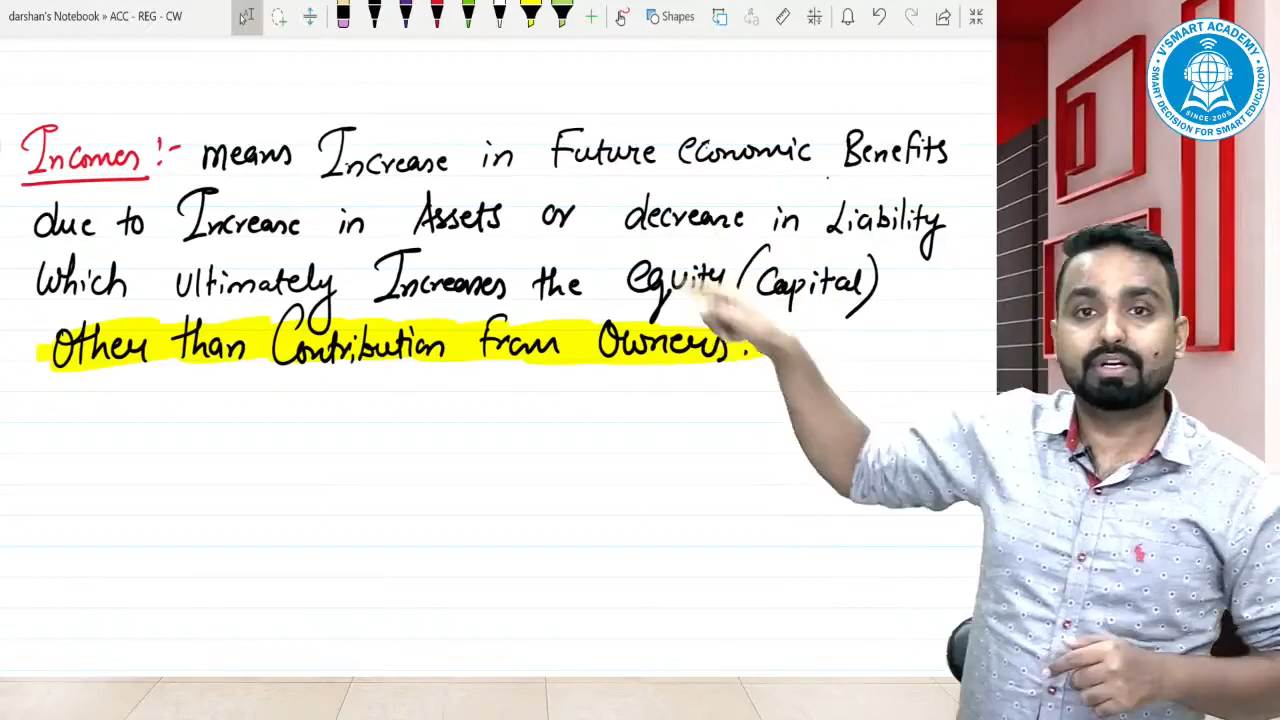 darshan's Notebook » ACC - REG - CW
Shapes
V'SMART ACADEMY
SMART DECISION FOR SMART EDUCATION
SINCE-2005
Incomes :- means Increase in Future economic Benefits
due to Increase in Assets or decrease in Liability
Which ultimately Increases the equity (Capital)
Other than Contribution from Owners.